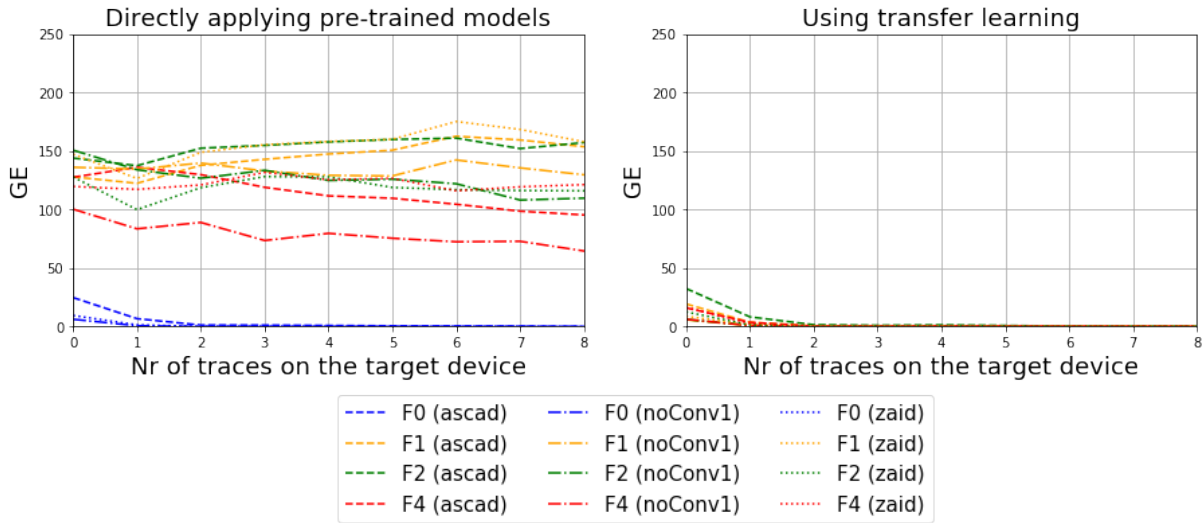 Directly applying pre-trained models
Using transfer learning
250
200
150
100
50
0
GE
0 1 2 3 4 5 6 7 8
Nr of traces on the target device
250
200
150
100
50
0
GE
0 1 2 3 4 5 6 7 8
Nr of traces on the target device
F0 (ascad) F0 (noConv1) F0 (zaid)
F1 (ascad) F1 (noConv1) F1 (zaid)
F2 (ascad) F2 (noConv1) F2 (zaid)
F4 (ascad) F4 (noConv1) F4 (zaid)